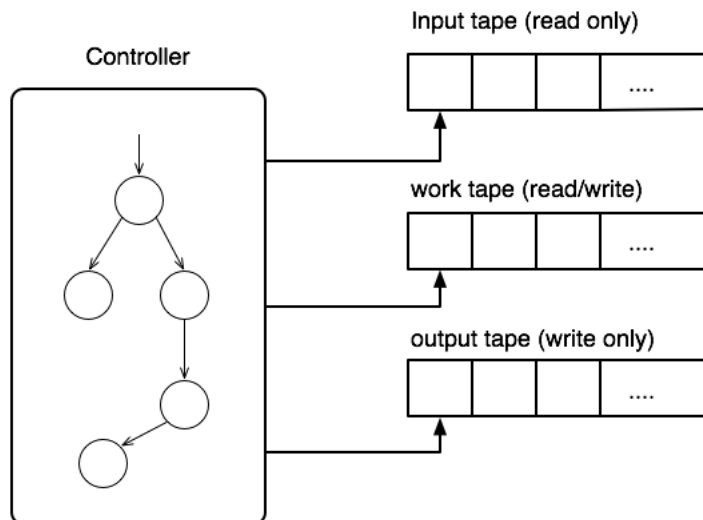 Input tape (read only)
Controller
....
work tape (read/write)
....
output tape (write only)
....